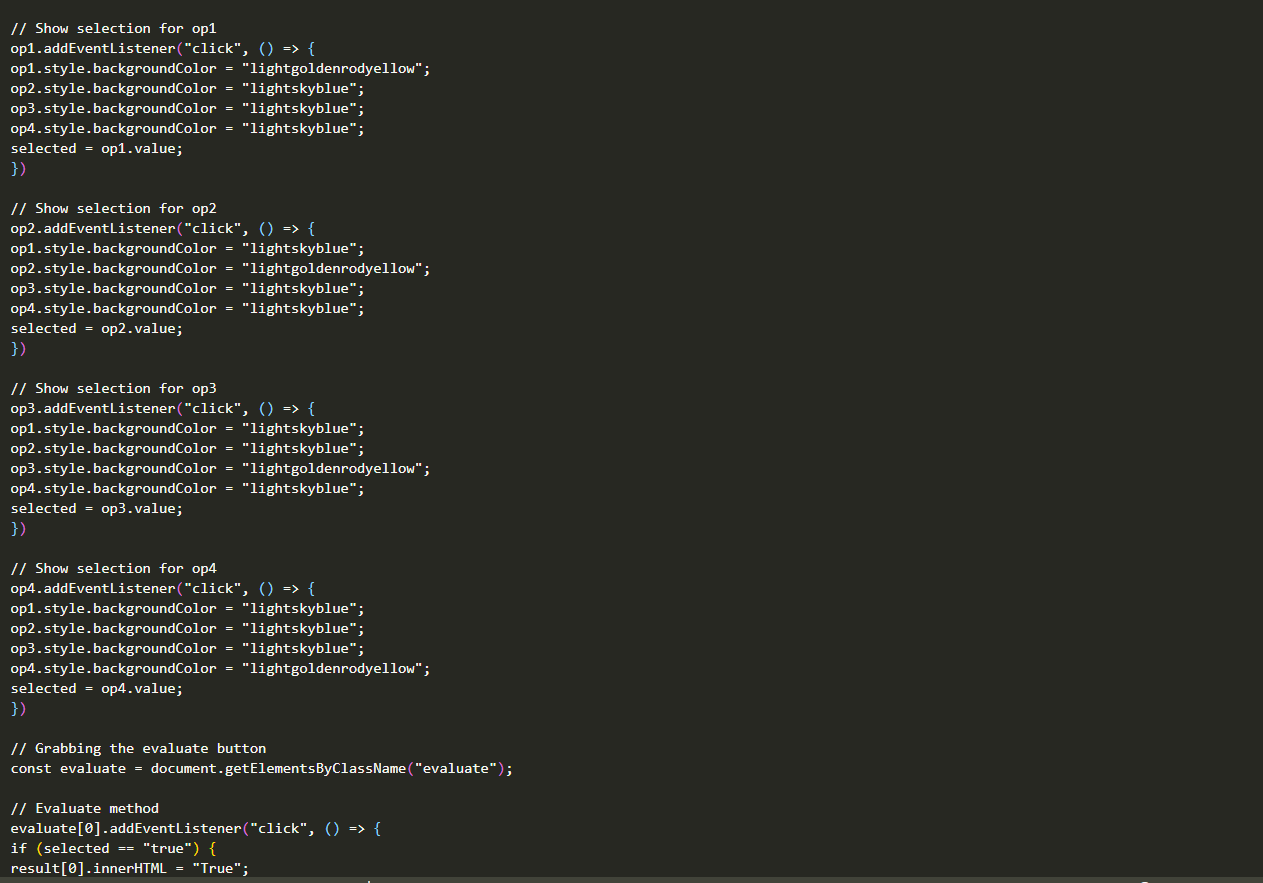 // Show selection for op1
op1.addEventListener("click", () => {
op1.style.backgroundColor = "lightgoldenrodyellow";
op2.style.backgroundColor = "lightskyblue";
op3.style.backgroundColor = "lightskyblue";
op4.style.backgroundColor = "lightskyblue";
selected = op1.value;
})
// Show selection for op2
op2.addEventListener("click", () => {
op1.style.backgroundColor = "lightskyblue";
op2.style.backgroundColor = "lightgoldenrodyellow";
op3.style.backgroundColor = "lightskyblue";
op4.style.backgroundColor = "lightskyblue";
selected = op2.value;
})
// Show selection for op3
op3.addEventListener("click", () => {
op1.style.backgroundColor = "lightskyblue";
op2.style.backgroundColor = "lightskyblue";
op3.style.backgroundColor = "lightgoldenrodyellow";
op4.style.backgroundColor = "lightskyblue";
selected = op3.value;
})
// Show selection for op4
op4.addEventListener("click", () => {
op1.style.backgroundColor = "lightskyblue";
op2.style.backgroundColor = "lightskyblue";
op3.style.backgroundColor = "lightskyblue";
op4.style.backgroundColor = "lightgoldenrodyellow";
selected = op4.value;
})
// Grabbing the evaluate button
const evaluate = document.getElementsByClassName("evaluate");
// Evaluate method
evaluate[0].addEventListener("click", () => {
if (selected == "true") {
result[0].innerHTML = "True";